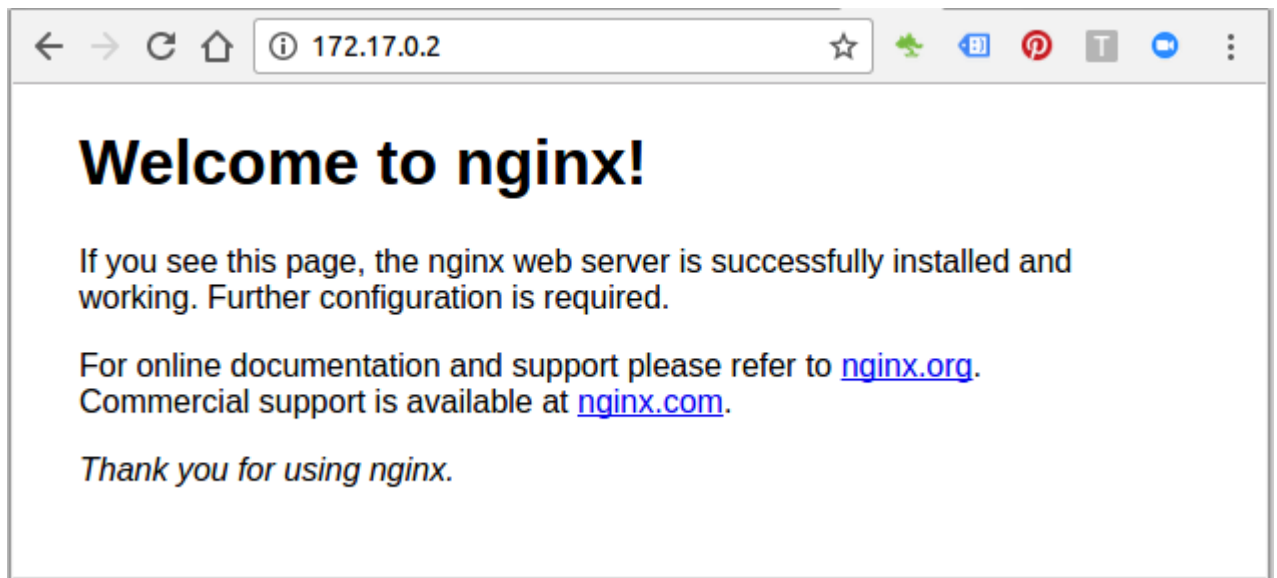 172.17.0.2
T
Welcome to nginx!
If you see this page, the nginx web server is successfully installed and
working. Further configuration is required.
For online documentation and support please refer to nginx.org.
Commercial support is available at nginx.com.
Thank you for using nginx.